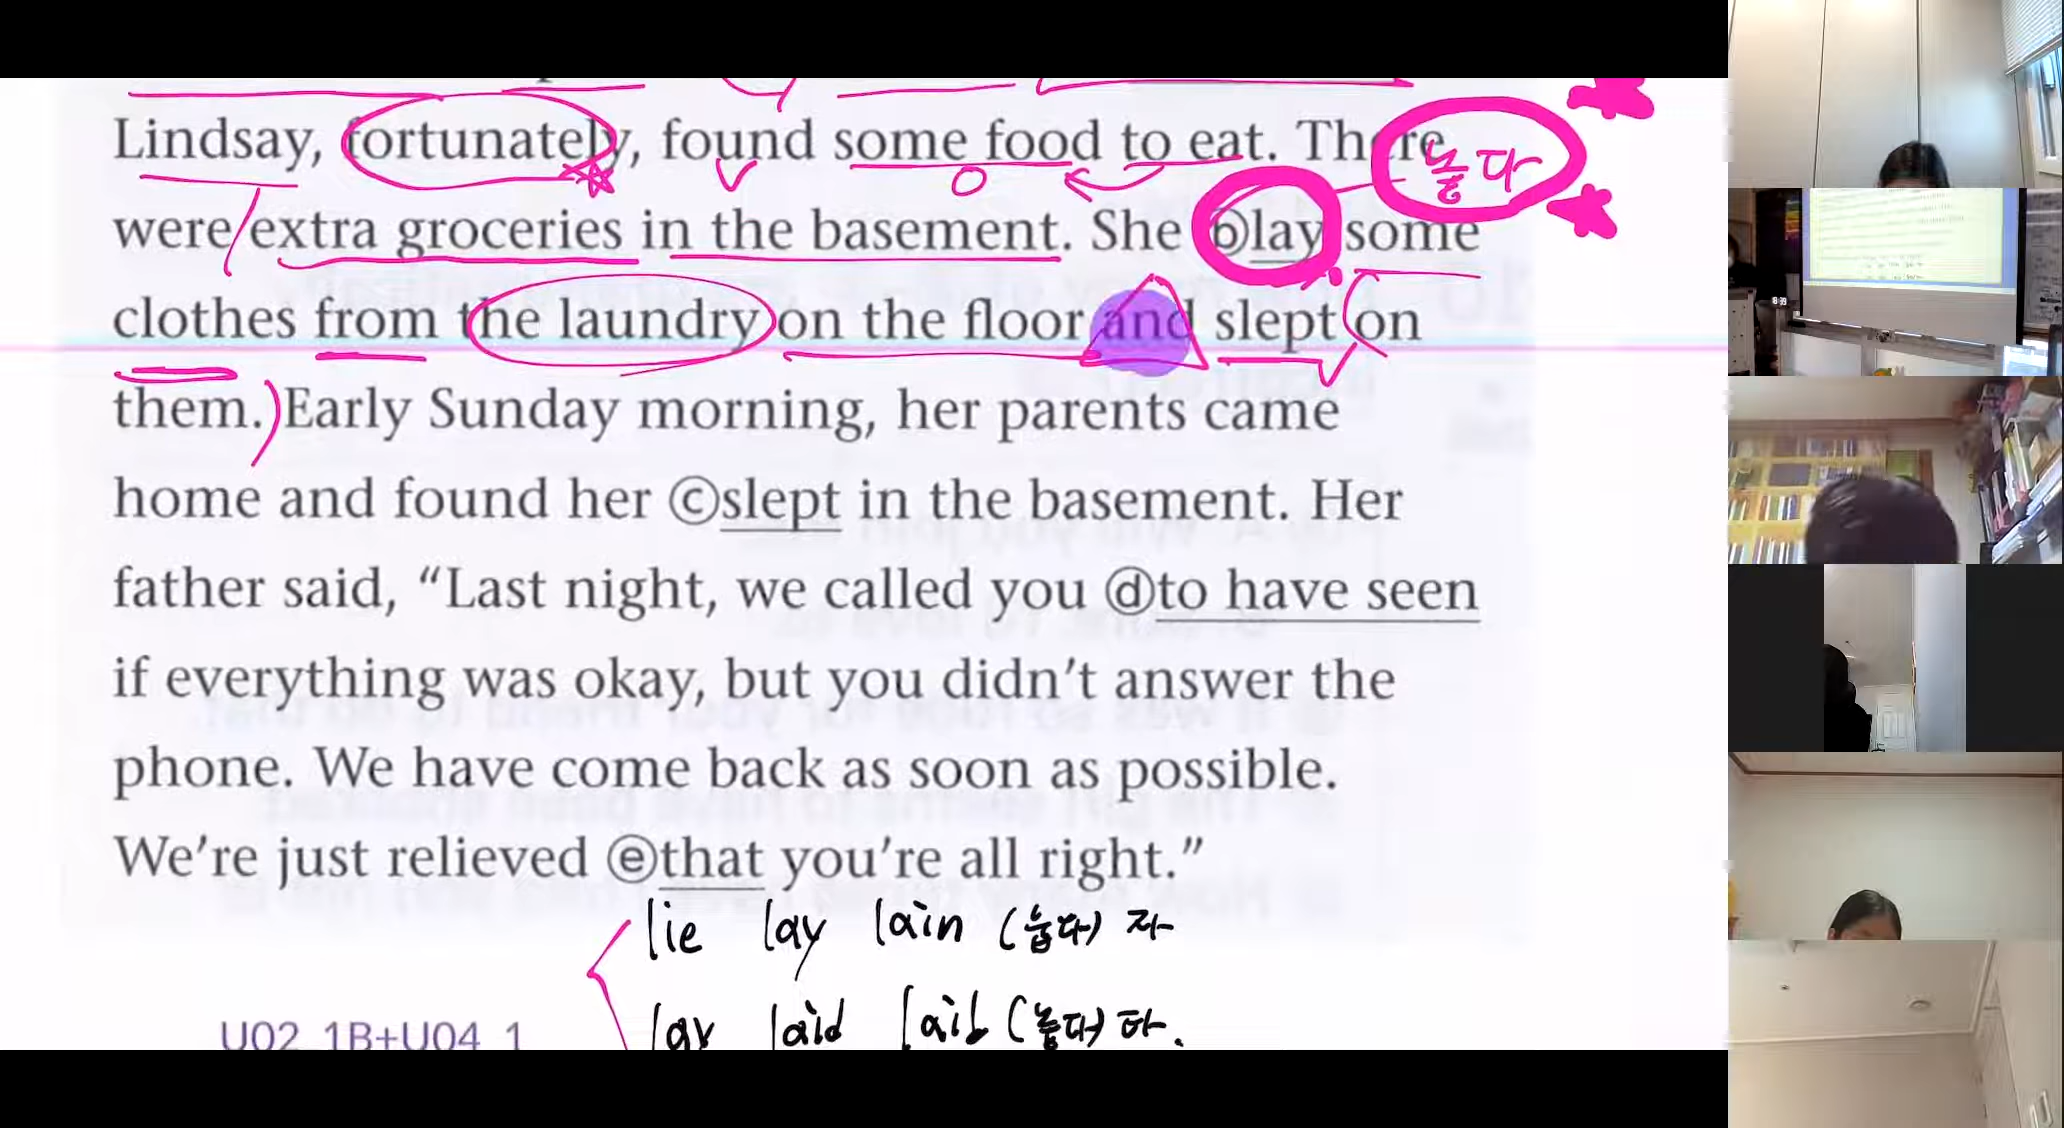 Lindsay, fortunately, found some food to eat. There
놓다
were extra groceries in the basement. She ⓑlay some
clothes from the laundry on the floor and slept on
them. Early Sunday morning, her parents came
home and found her ⓒslept in the basement. Her
father said, “Last night, we called you ⓓto have seen
if everything was okay, but you didn’t answer the
phone. We have come back as soon as possible.
We’re just relieved ⓔthat you’re all right.”
lie lay lain (눕다) 자
lay laid laid (놓다) 타.
U02_1B+U04_1